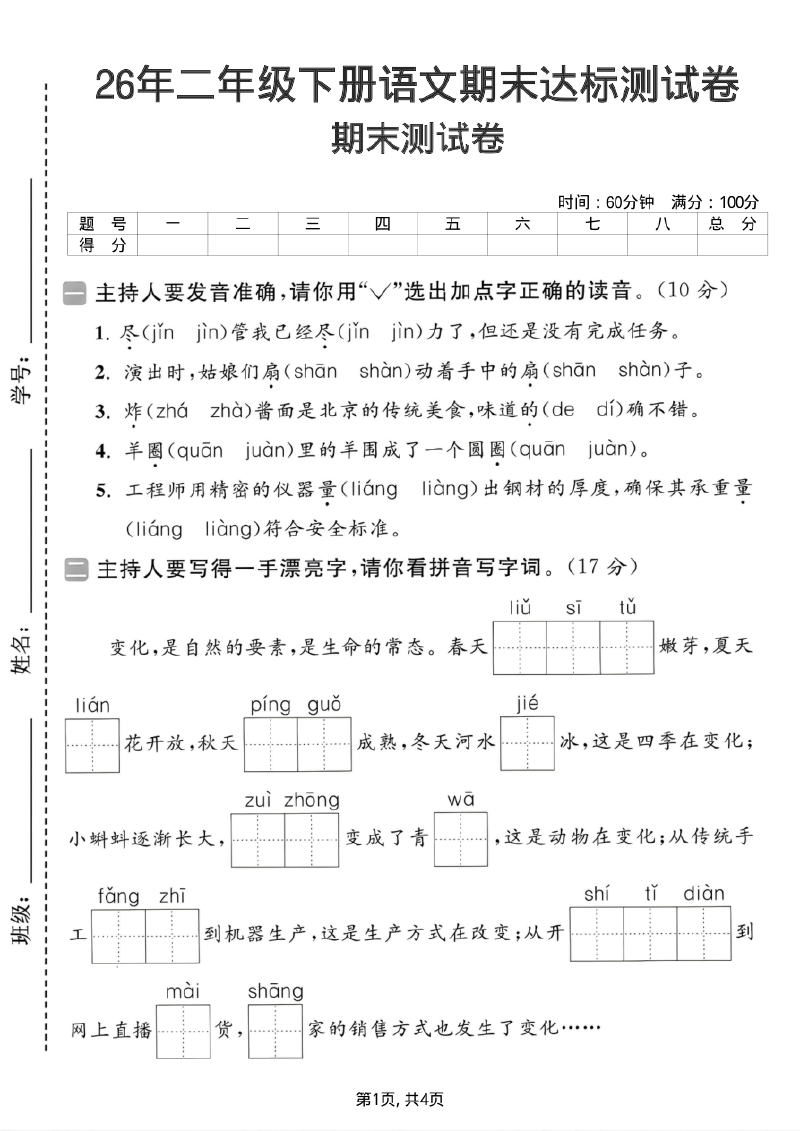 26年二年级下册语文期末达标测试卷
期末测试卷
时间：60分钟 满分：100分
题 号 一 二 三 四 五 六 七 八 总 分
得 分
一 主持人要发音准确，请你用“✓”选出加点字正确的读音。（10 分）
1. 尽（jǐn jìn）管我已经尽（jǐn jìn）力了，但还是没有完成任务。
2. 演出时，姑娘们扇（shān shàn）动着手中的扇（shān shàn）子。
3. 炸（zhá zhà）酱面是北京的传统美食，味道的（de dí）确不错。
4. 羊圈（quān juàn）里的羊围成了一个圆圈（quān juàn）。
5. 工程师用精密的仪器量（liáng liàng）出钢材的厚度，确保其承重量
（liáng liàng）符合安全标准。
二 主持人要写得一手漂亮字，请你看拼音写字词。（17 分）
liǔ sī tǔ
变化，是自然的要素，是生命的常态。春天 嫩芽，夏天
lián píng guǒ jié
花开放，秋天 成熟，冬天河水 冰，这是四季在变化；
zuì zhōng wā
小蝌蚪逐渐长大， 变成了青 ，这是动物在变化；从传统手
fǎng zhī shí tǐ diàn
工 到机器生产，这是生产方式在改变；从开 到
mài shāng
网上直播 货， 家的销售方式也发生了变化……
学号：
姓名：
班级：
第1页，共4页